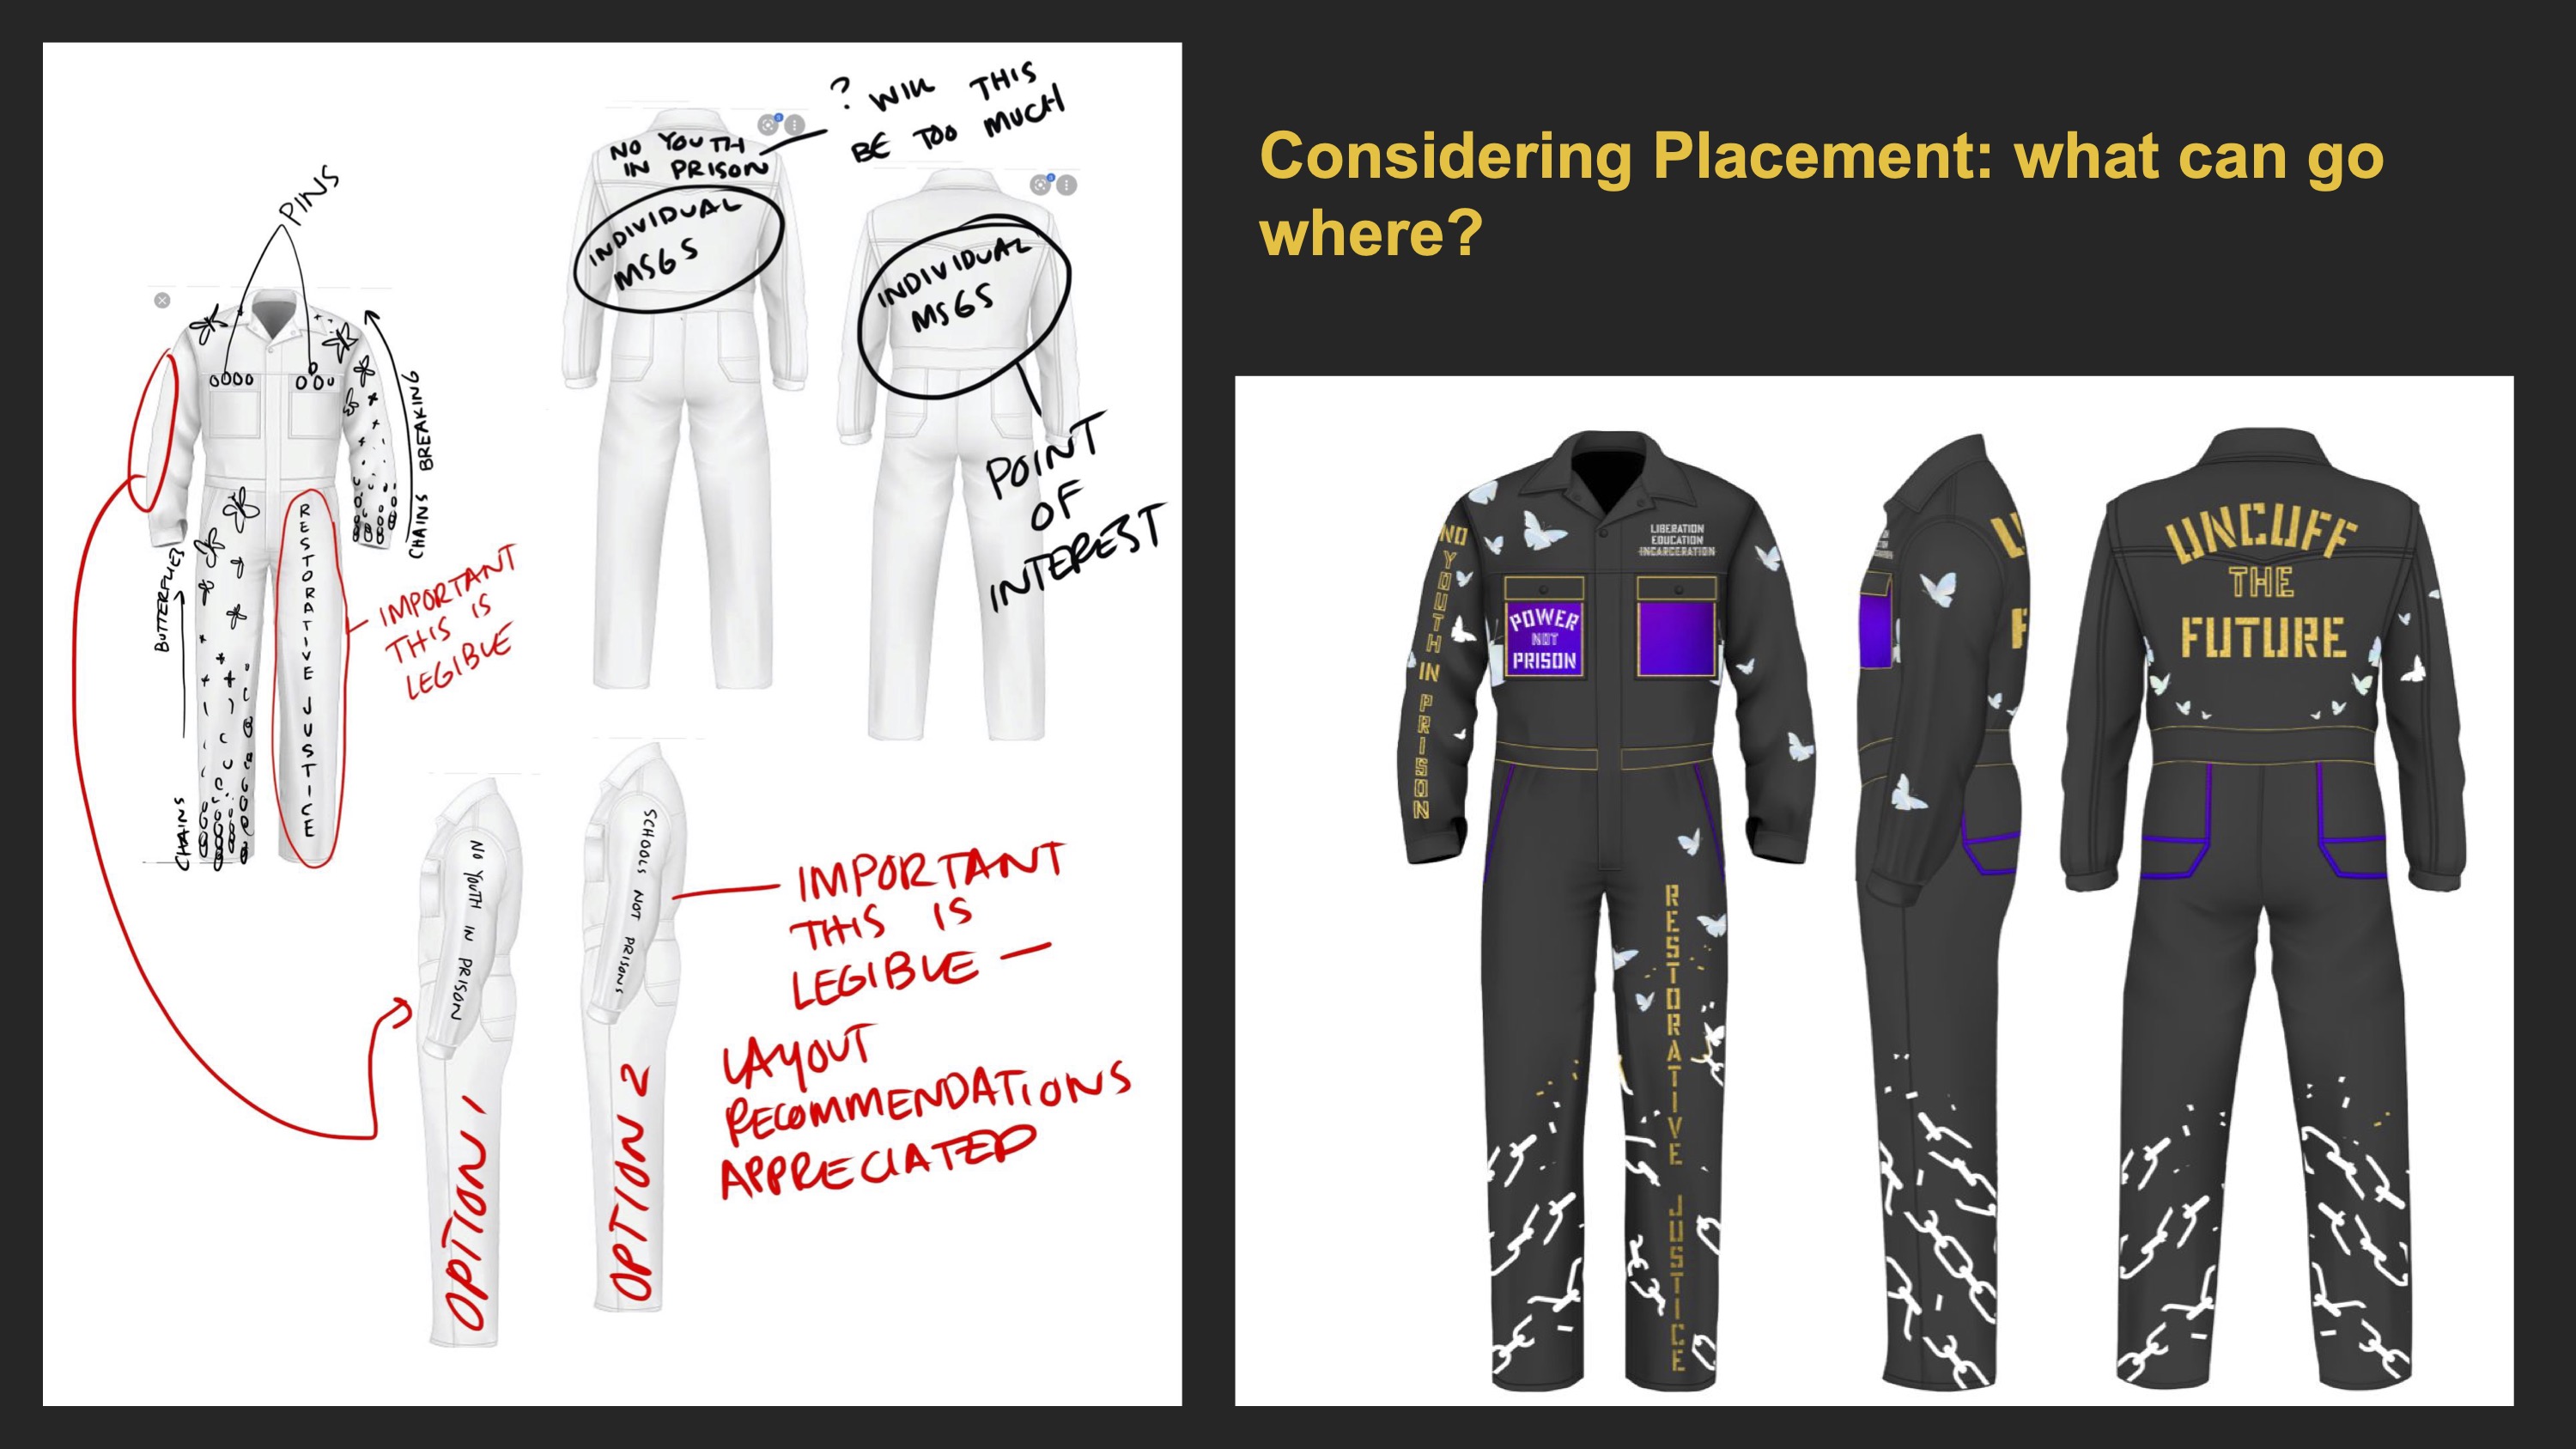 Considering Placement: what can go
where?
PINS
CHAINS BREAKING
BUTTERFLIES
CHAINS
RESTORATIVE JUSTICE
IMPORTANT
THIS IS
LEGIBLE
NO YOUTH
IN PRISON
INDIVIDUAL
MSGS
? WILL THIS
BE TOO MUCH
INDIVIDUAL
MSGS
POINT
OF
INTEREST
NO YOUTH IN PRISON
OPTION 1
SCHOOLS NOT PRISONS
OPTION 2
IMPORTANT
THIS IS
LEGIBLE —
LAYOUT
RECOMMENDATIONS
APPRECIATED
NO YOUTH IN PRISON
LIBERATION
EDUCATION
INCARCERATION
POWER
NOT
PRISON
RESTORATIVE JUSTICE
UNCUFF
THE
FUTURE